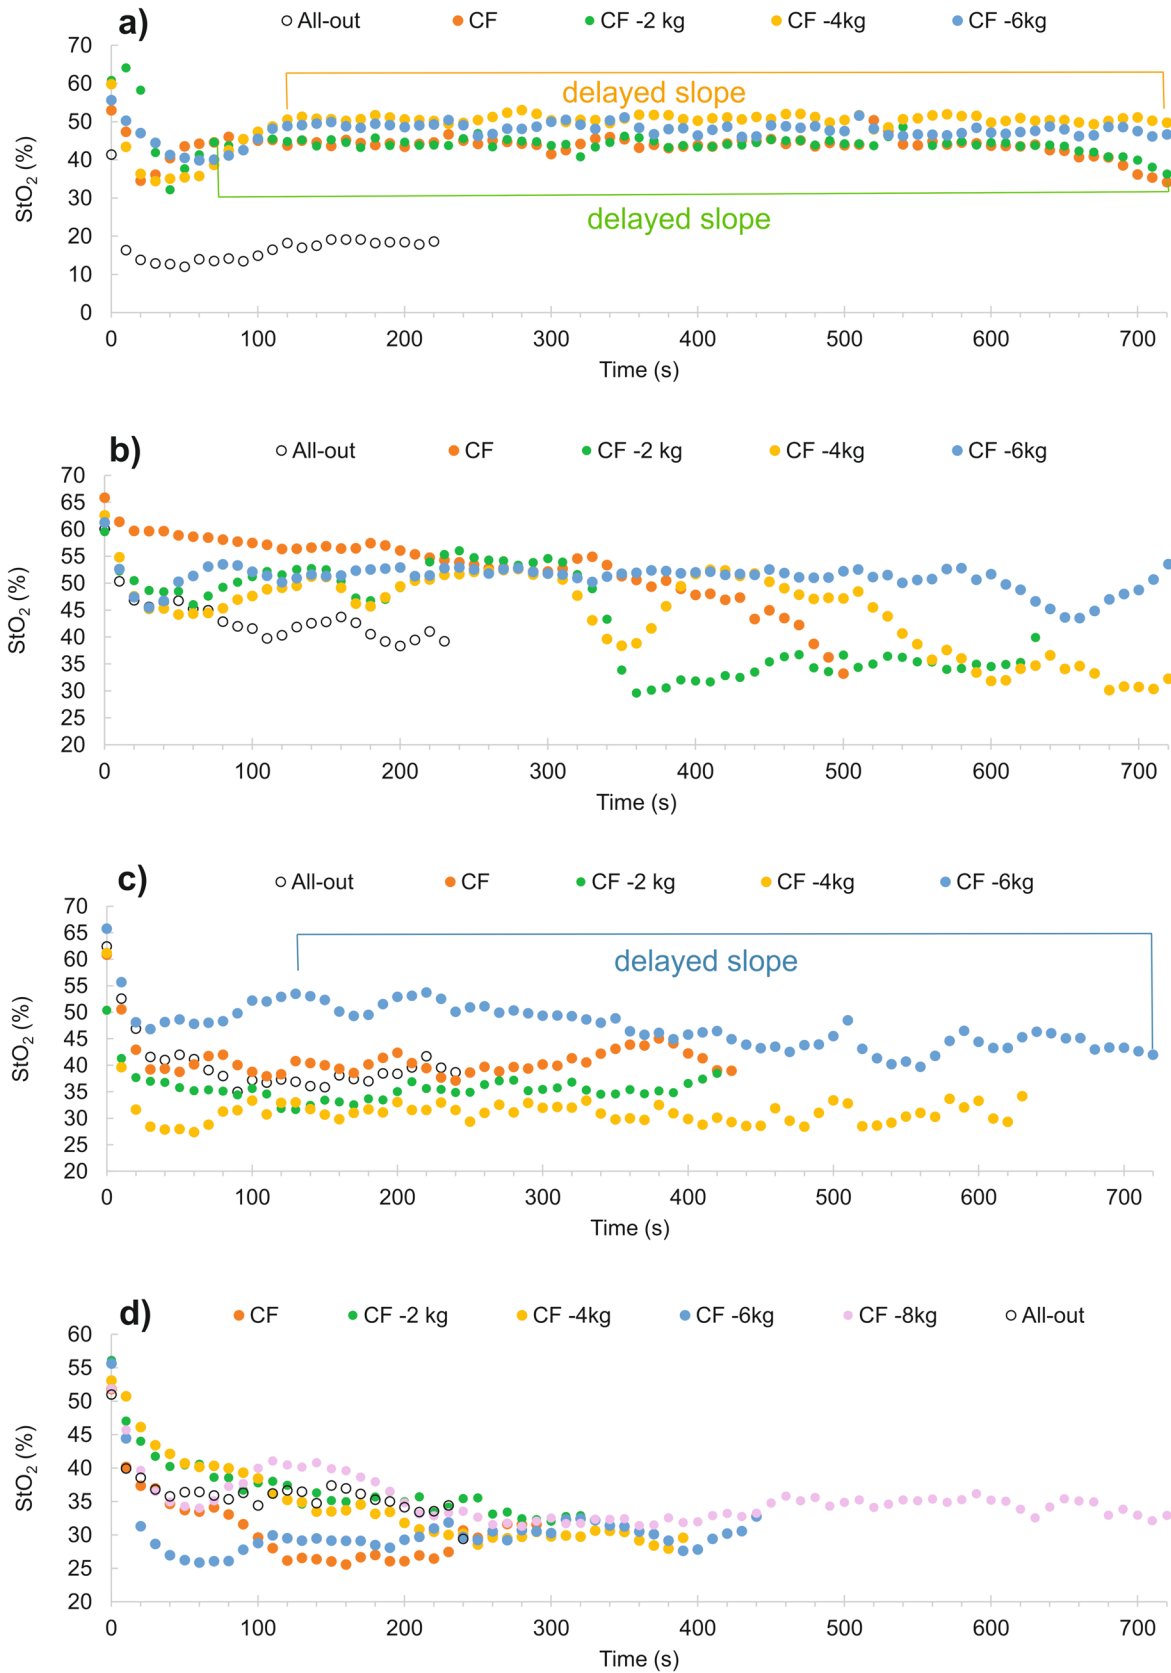 a) All-out CF CF -2 kg CF -4kg CF -6kg
70
60
50
40
30
20
10
0
StO₂ (%)
delayed slope
delayed slope
0 100 200 300 400 500 600 700
Time (s)
b) All-out CF CF -2 kg CF -4kg CF -6kg
70
65
60
55
50
45
40
35
30
25
20
StO₂ (%)
0 100 200 300 400 500 600 700
Time (s)
c) All-out CF CF -2 kg CF -4kg CF -6kg
70
65
60
55
50
45
40
35
30
25
20
StO₂ (%)
delayed slope
0 100 200 300 400 500 600 700
Time (s)
d) CF CF -2 kg CF -4kg CF -6kg CF -8kg All-out
60
55
50
45
40
35
30
25
20
StO₂ (%)
0 100 200 300 400 500 600 700
Time (s)